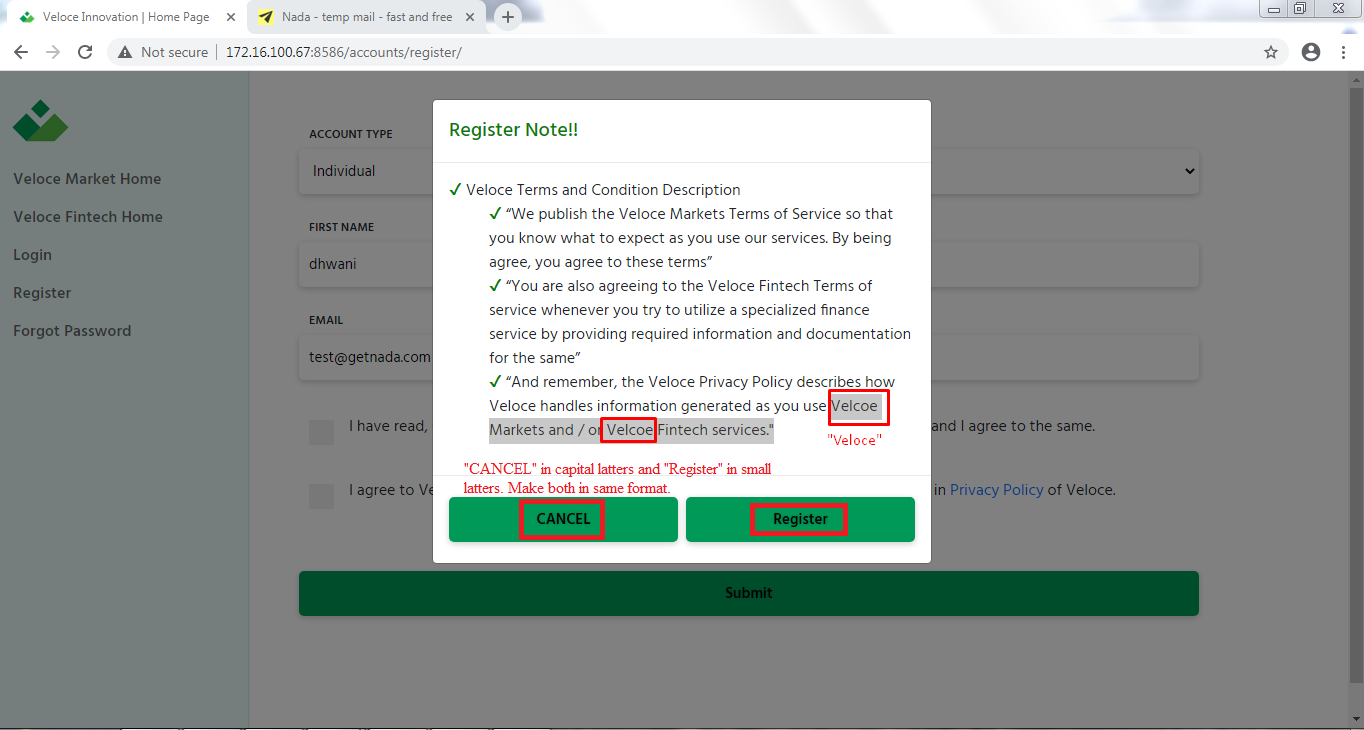 Veloce Innovation | Home Page
Nada - temp mail - fast and free
Not secure
172.16.100.67:8586/accounts/register/
Veloce Market Home
Veloce Fintech Home
Login
Register
Forgot Password
ACCOUNT TYPE
Individual
FIRST NAME
dhwani
EMAIL
test@getnada.com
I have read,
and I agree to the same.
I agree to Ve
in Privacy Policy of Veloce.
Submit
Register Note!!
✓ Veloce Terms and Condition Description
✓ “We publish the Veloce Markets Terms of Service so that
you know what to expect as you use our services. By being
agree, you agree to these terms”
✓ “You are also agreeing to the Veloce Fintech Terms of
service whenever you try to utilize a specialized finance
service by providing required information and documentation
for the same”
✓ “And remember, the Veloce Privacy Policy describes how
Veloce handles information generated as you use Velcoe
Markets and / or Velcoe Fintech services."
"Veloce"
"CANCEL" in capital latters and "Register" in small
latters. Make both in same format.
CANCEL
Register